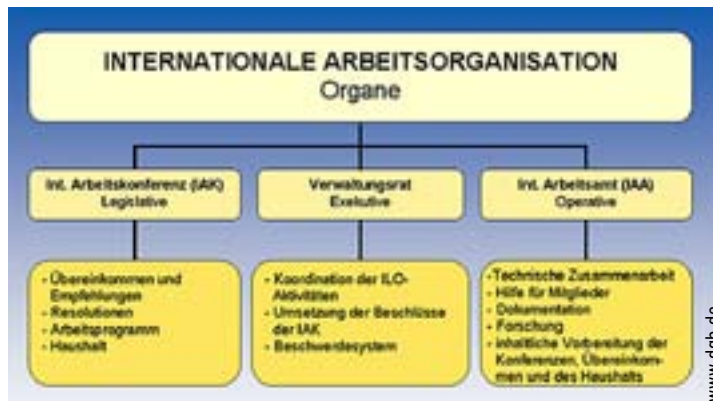 INTERNATIONALE ARBEITSORGANISATION
Organe
Int. Arbeitskonferenz (IAK)
Legislative
Verwaltungsrat
Exekutive
Int. Arbeitsamt (IAA)
Operative
- Übereinkommen und
Empfehlungen
- Resolutionen
- Arbeitsprogramm
- Haushalt
- Koordination der ILO-
Aktivitäten
- Umsetzung der Beschlüsse
der IAK
- Beschwerdesystem
-Technische Zusammenarbeit
- Hilfe für Mitglieder
- Dokumentation
- Forschung
- inhaltliche Vorbereitung der
Konferenzen, Übereinkom-
men und des Haushalts
www.dgb.de